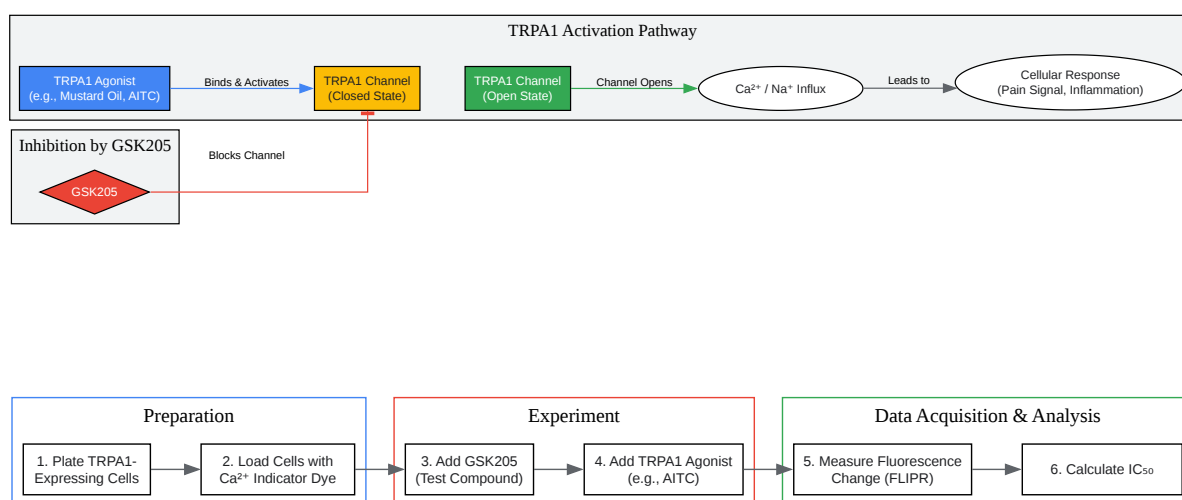 TRPA1 Activation Pathway
TRPA1 Agonist
(e.g., Mustard Oil, AITC)
Binds & Activates
TRPA1 Channel
(Closed State)
TRPA1 Channel
(Open State)
Channel Opens
Ca²⁺ / Na⁺ Influx
Leads to
Cellular Response
(Pain Signal, Inflammation)
Inhibition by GSK205
GSK205
Blocks Channel
Preparation
1. Plate TRPA1-
Expressing Cells
2. Load Cells with
Ca²⁺ Indicator Dye
Experiment
3. Add GSK205
(Test Compound)
4. Add TRPA1 Agonist
(e.g., AITC)
Data Acquisition & Analysis
5. Measure Fluorescence
Change (FLIPR)
6. Calculate IC₅₀